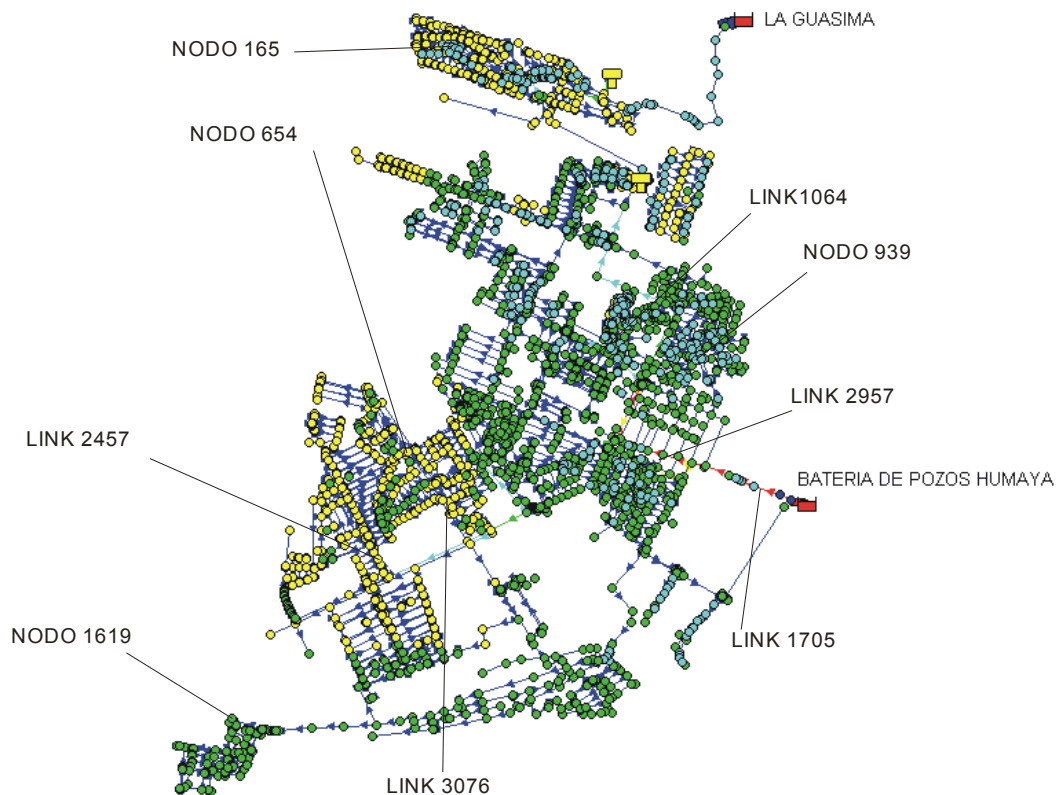 LA GUASIMA
NODO 165
NODO 654
LINK1064
NODO 939
LINK 2957
LINK 2457
BATERIA DE POZOS HUMAYA
NODO 1619
LINK 1705
LINK 3076